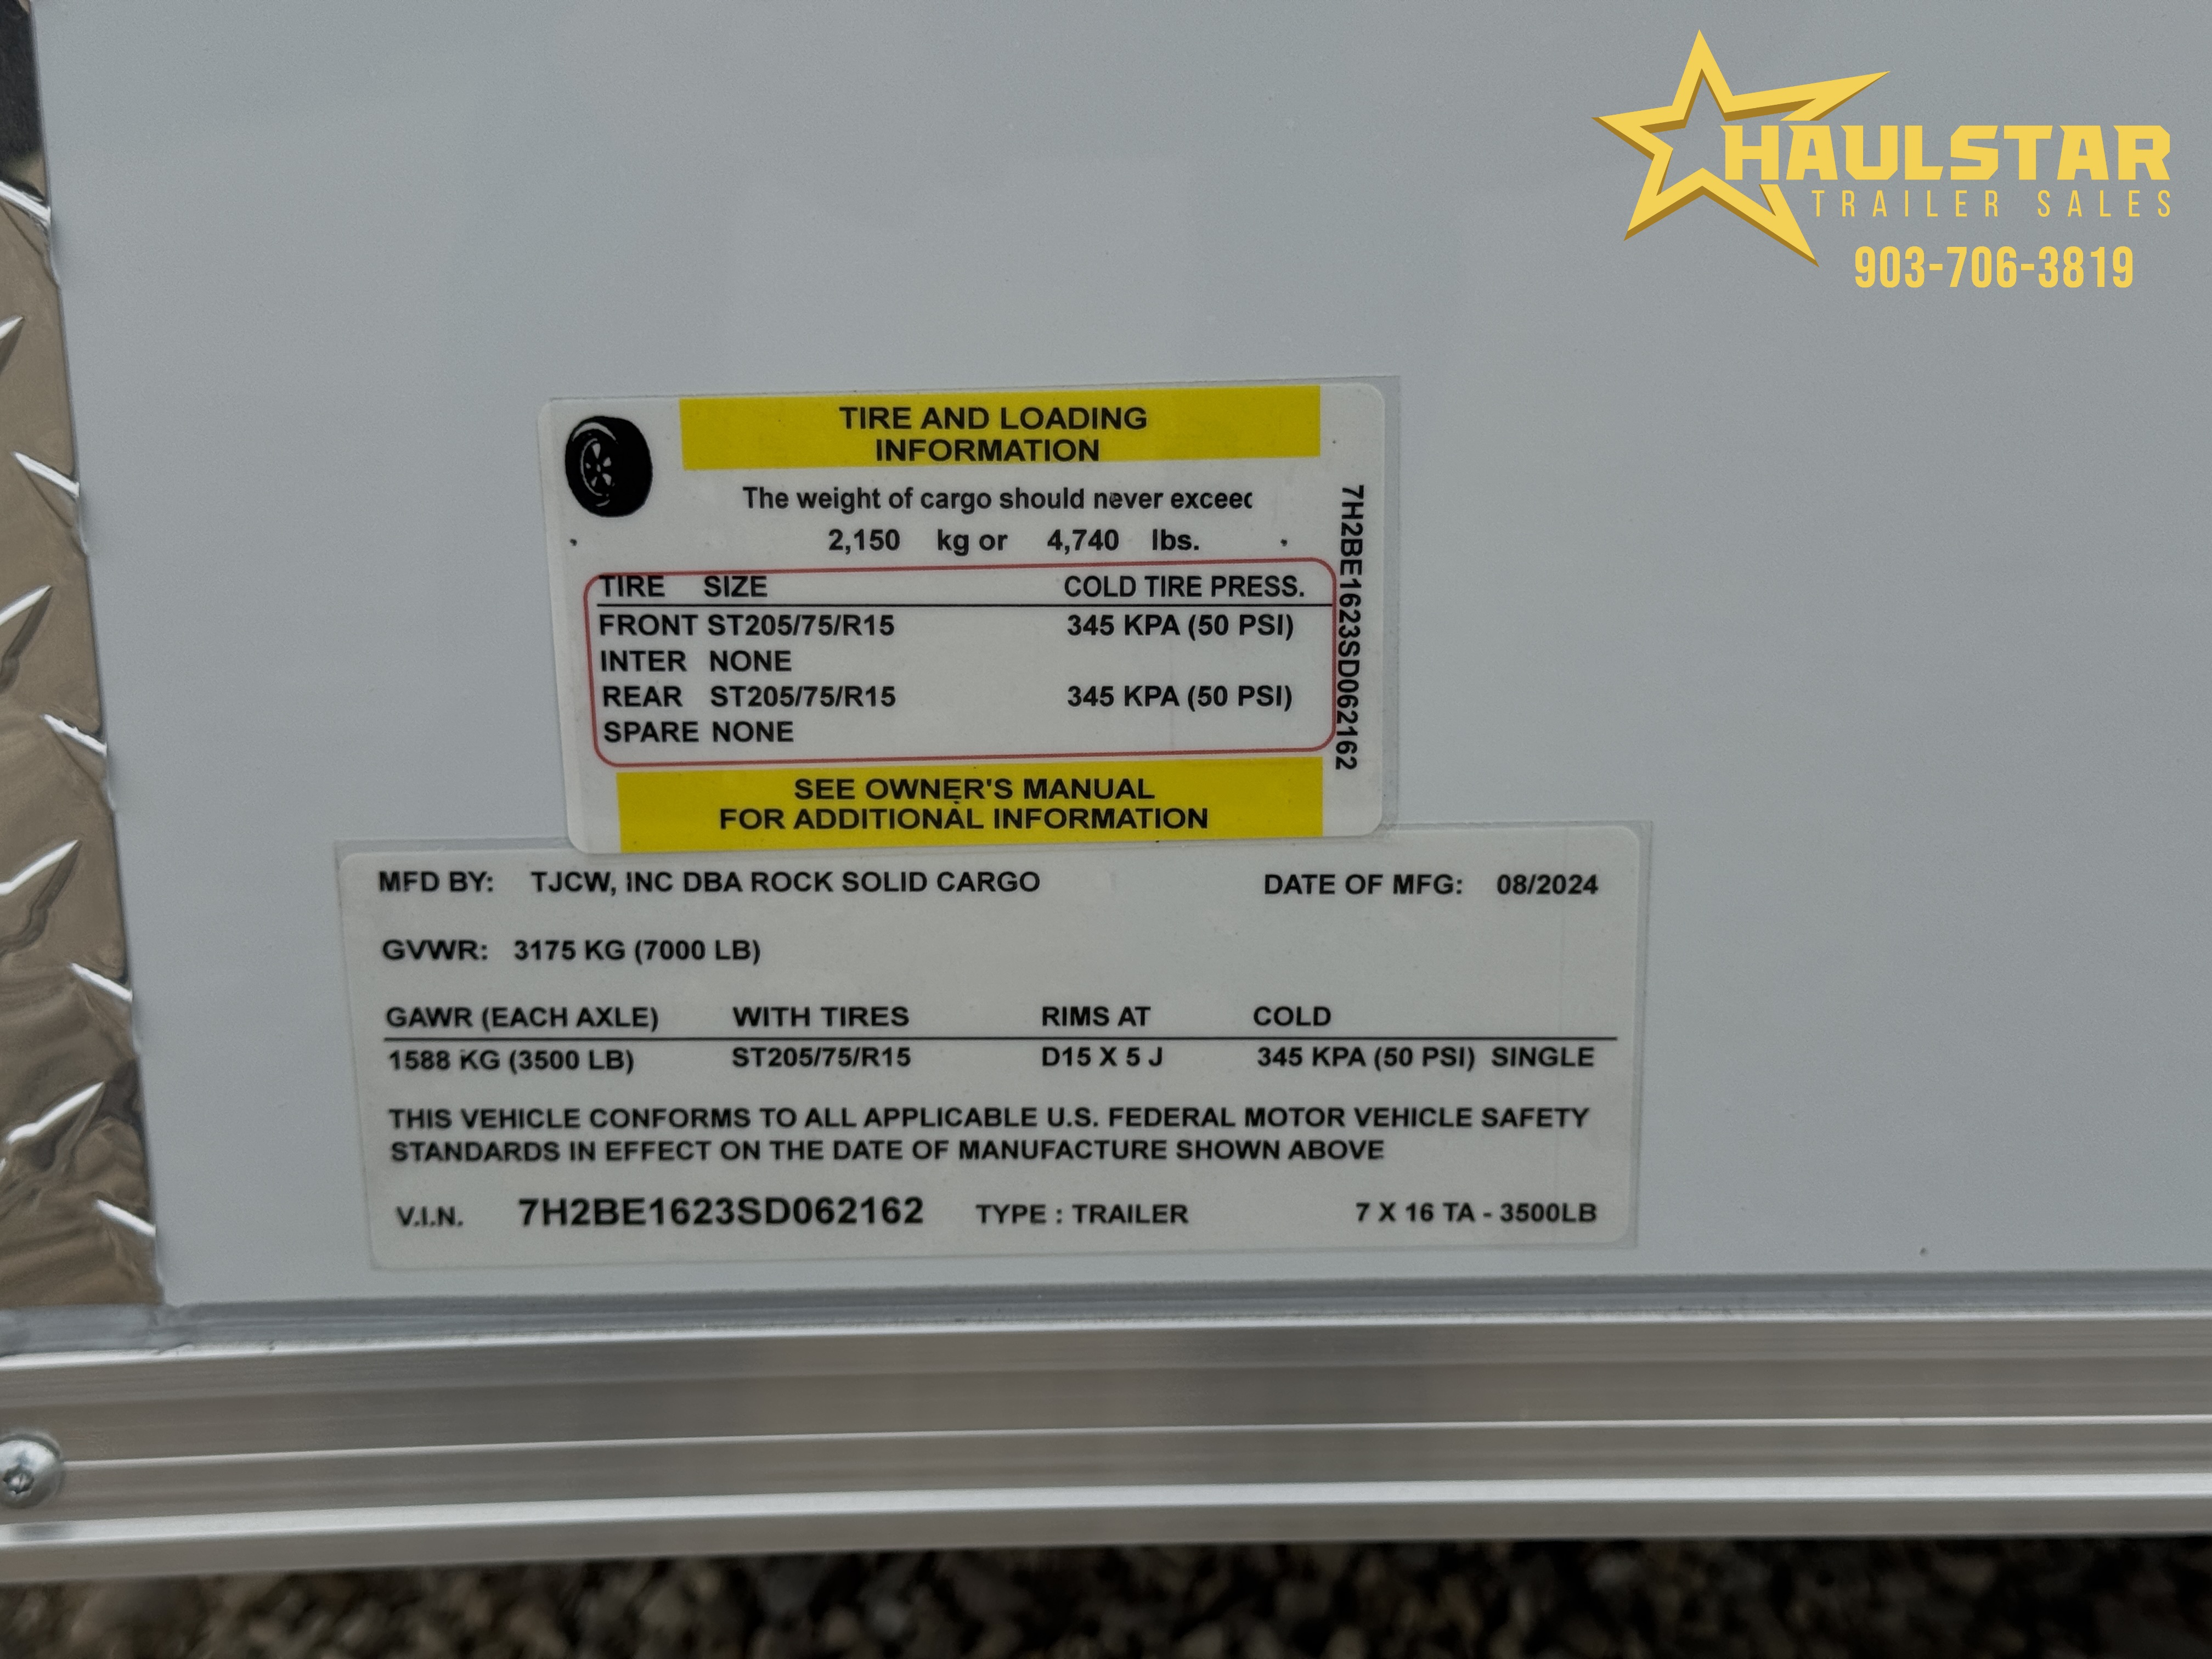 HAULSTAR
TRAILER SALES
903-706-3819
TIRE AND LOADING
INFORMATION
The weight of cargo should never exceed
2,150 kg or 4,740 lbs.
TIRE SIZE COLD TIRE PRESS.
FRONT ST205/75/R15 345 KPA (50 PSI)
INTER NONE
REAR ST205/75/R15 345 KPA (50 PSI)
SPARE NONE
SEE OWNER'S MANUAL
FOR ADDITIONAL INFORMATION
7H2BE1623SD062162
MFD BY: TJCW, INC DBA ROCK SOLID CARGO DATE OF MFG: 08/2024
GVWR: 3175 KG (7000 LB)
GAWR (EACH AXLE) WITH TIRES RIMS AT COLD
1588 KG (3500 LB) ST205/75/R15 D15 X 5 J 345 KPA (50 PSI) SINGLE
THIS VEHICLE CONFORMS TO ALL APPLICABLE U.S. FEDERAL MOTOR VEHICLE SAFETY
STANDARDS IN EFFECT ON THE DATE OF MANUFACTURE SHOWN ABOVE
V.I.N. 7H2BE1623SD062162 TYPE : TRAILER 7 X 16 TA - 3500LB